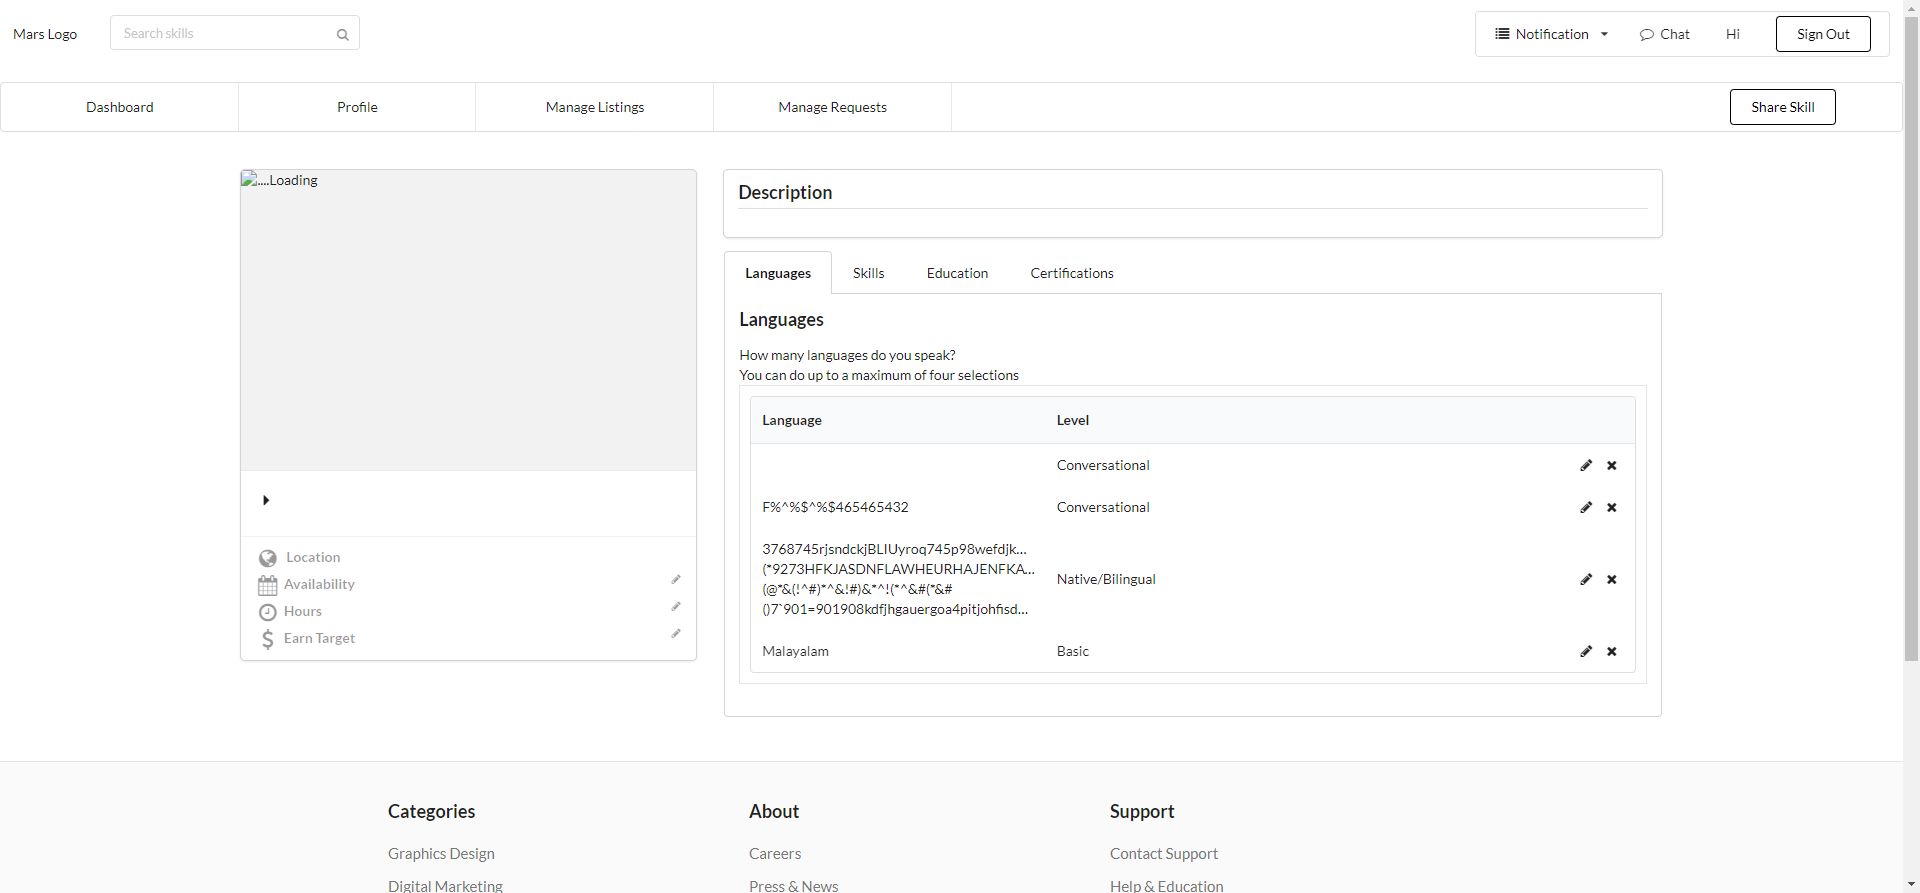 Mars Logo
Search skills
Notification
Chat
Hi
Sign Out
Dashboard
Profile
Manage Listings
Manage Requests
Share Skill
....Loading
Location
Availability
Hours
Earn Target
Description
Languages
Skills
Education
Certifications
Languages
How many languages do you speak?
You can do up to a maximum of four selections
Language
Level
Conversational
F%^%$^%$465465432
Conversational
3768745rjsndckjBLIUyroq745p98wefdjk...
(*9273HFKJASDNFLAWHEURHAJENFKA...
(@*&(!^#)*^&!#)&*^!(*^&#(*&#
()7`901=901908kdfjhgauergoa4pitjohfisd...
Native/Bilingual
Malayalam
Basic
Categories
Graphics Design
Digital Marketing
About
Careers
Press & News
Support
Contact Support
Help & Education